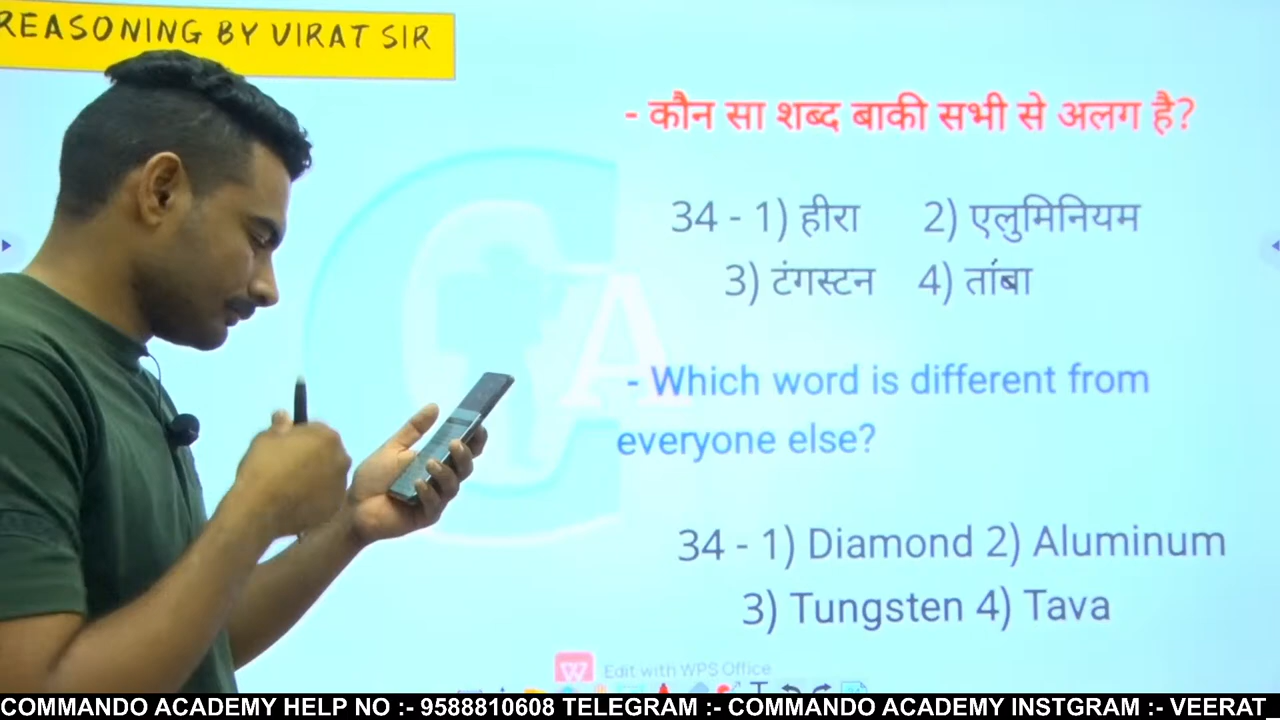 REASONING BY VIRAT SIR
- कौन सा शब्द बाकी सभी से अलग है?
34 - 1) हीरा 2) एलुमिनियम
3) टंगस्टन 4) तांबा
- Which word is different from
everyone else?
34 - 1) Diamond 2) Aluminum
3) Tungsten 4) Tava
Edit with WPS Office
COMMANDO ACADEMY HELP NO :- 9588810608 TELEGRAM :- COMMANDO ACADEMY INSTGRAM :- VEERAT